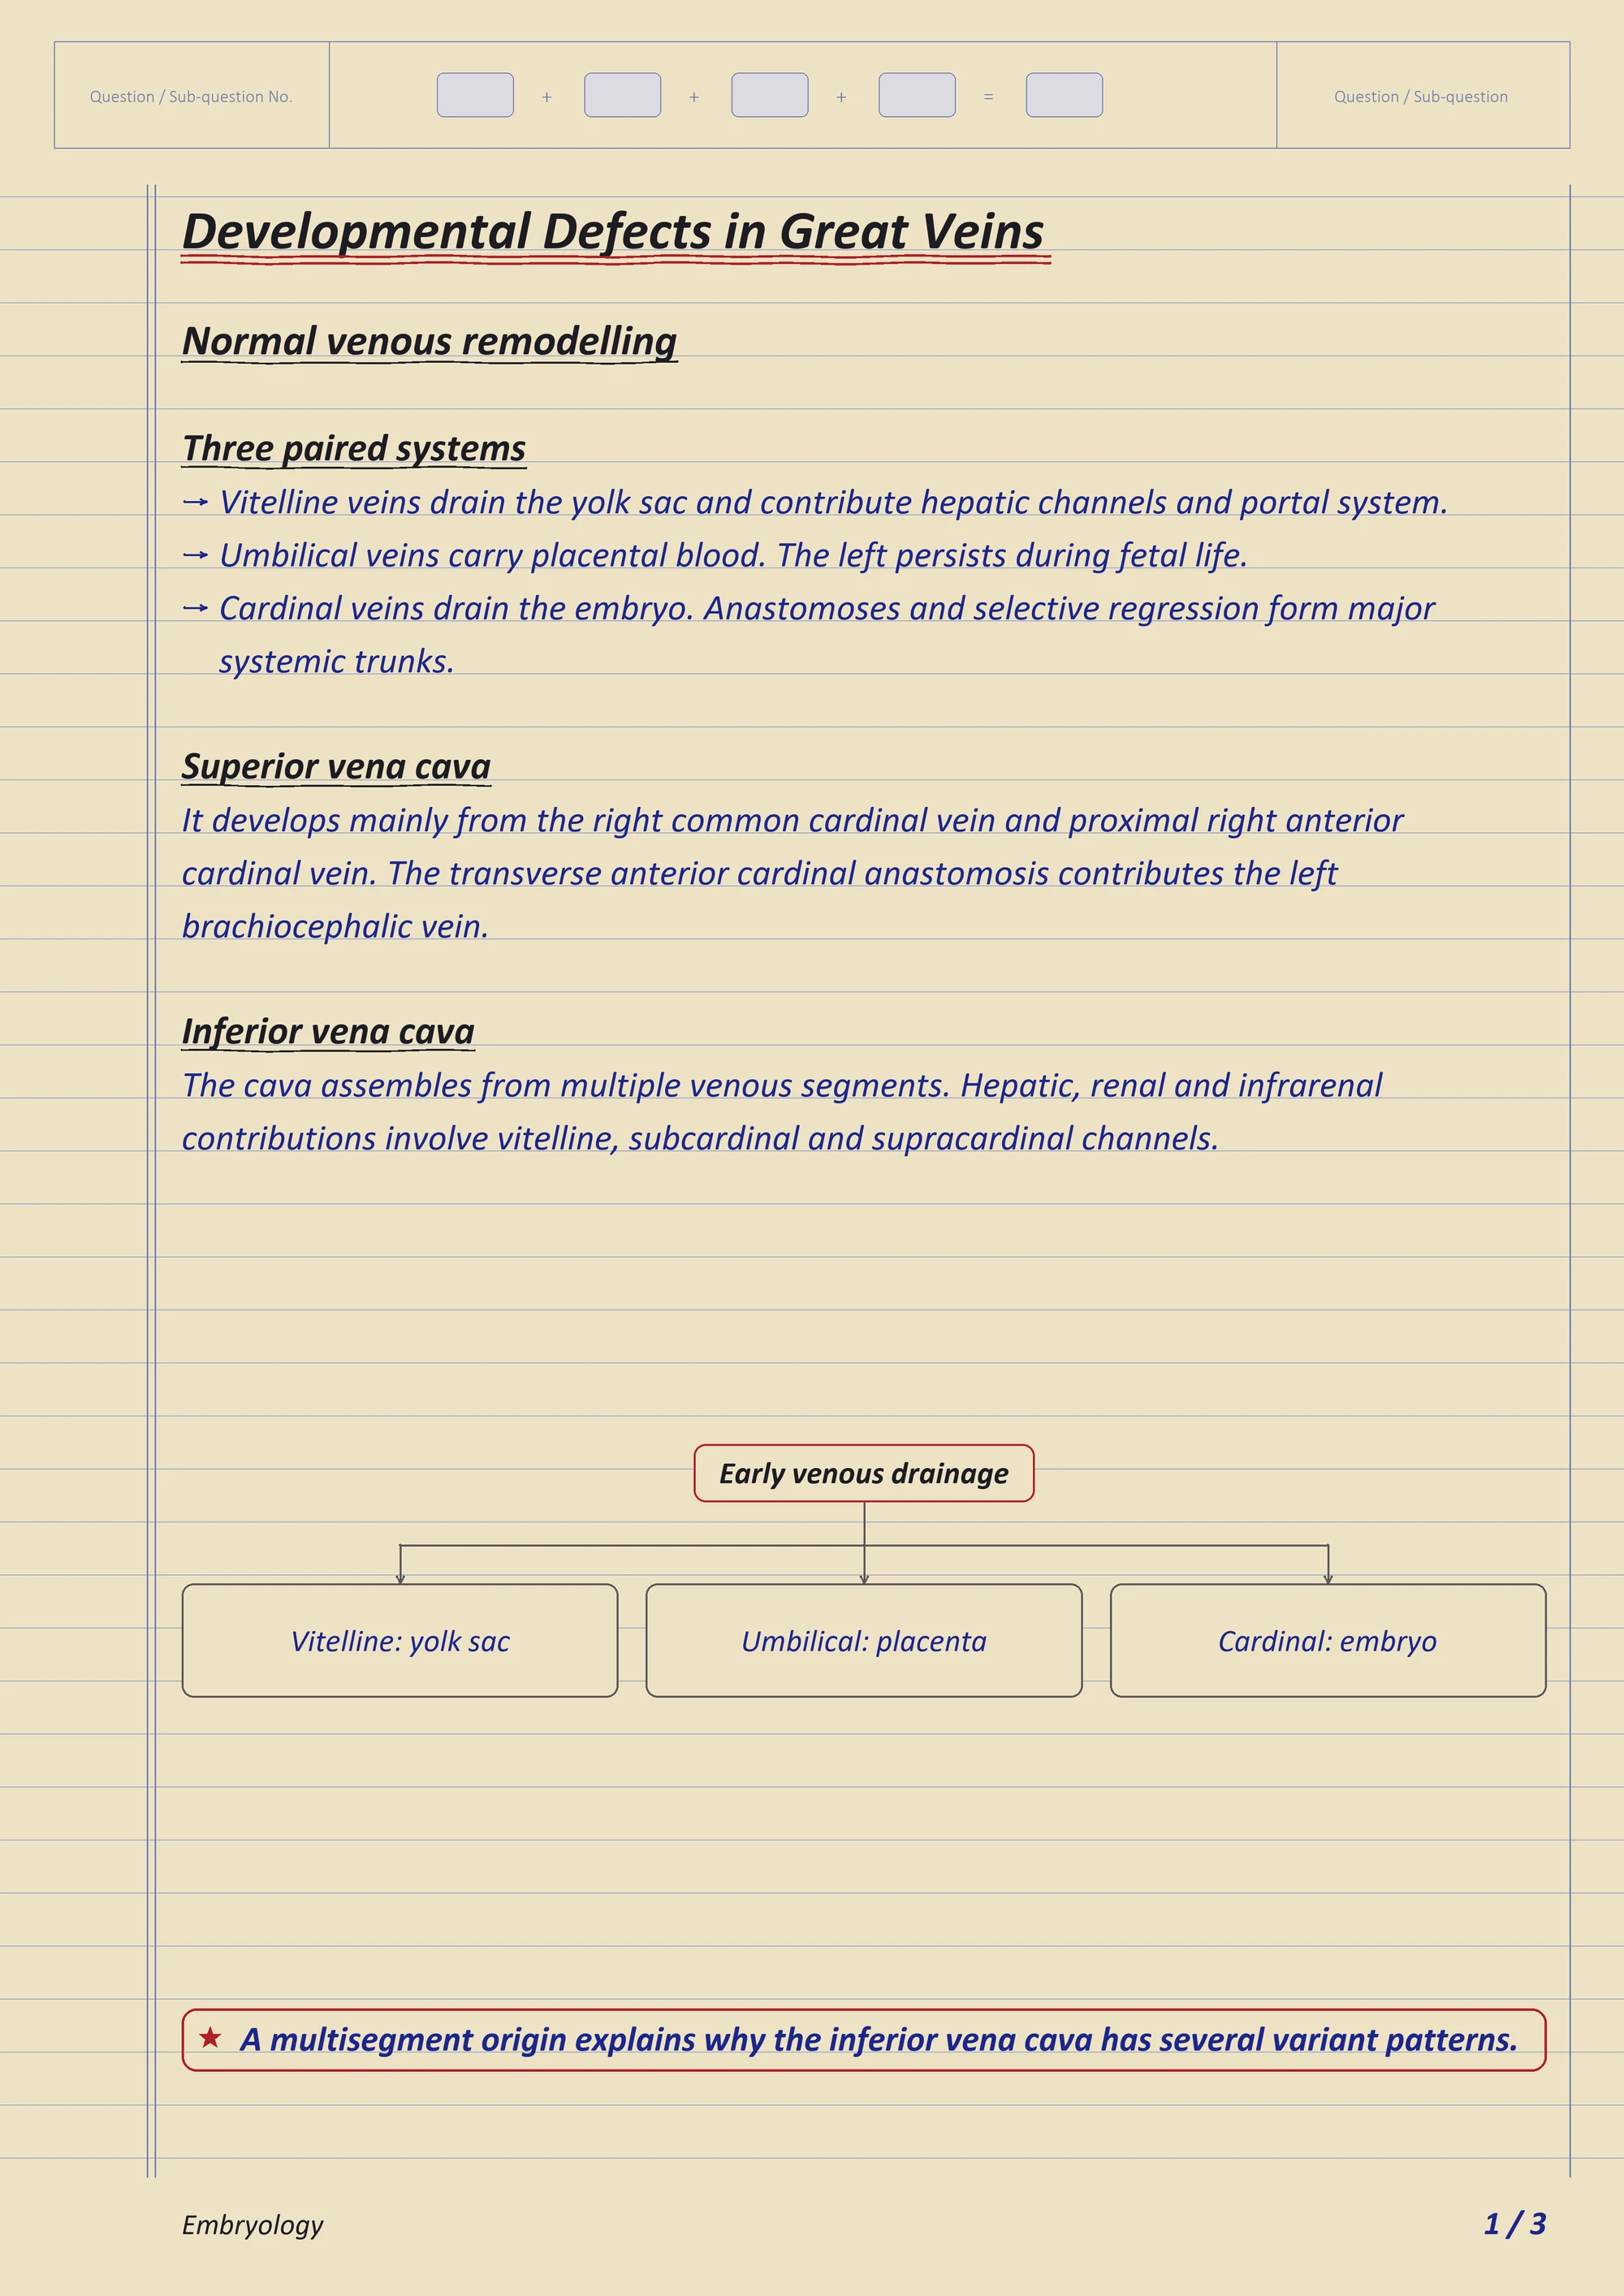 Question / Sub-question No.
+ + + =
Question / Sub-question
Developmental Defects in Great Veins
Normal venous remodelling
Three paired systems
→ Vitelline veins drain the yolk sac and contribute hepatic channels and portal system.
→ Umbilical veins carry placental blood. The left persists during fetal life.
→ Cardinal veins drain the embryo. Anastomoses and selective regression form major
systemic trunks.
Superior vena cava
It develops mainly from the right common cardinal vein and proximal right anterior
cardinal vein. The transverse anterior cardinal anastomosis contributes the left
brachiocephalic vein.
Inferior vena cava
The cava assembles from multiple venous segments. Hepatic, renal and infrarenal
contributions involve vitelline, subcardinal and supracardinal channels.
Early venous drainage
Vitelline: yolk sac
Umbilical: placenta
Cardinal: embryo
★ A multisegment origin explains why the inferior vena cava has several variant patterns.
Embryology
1 / 3